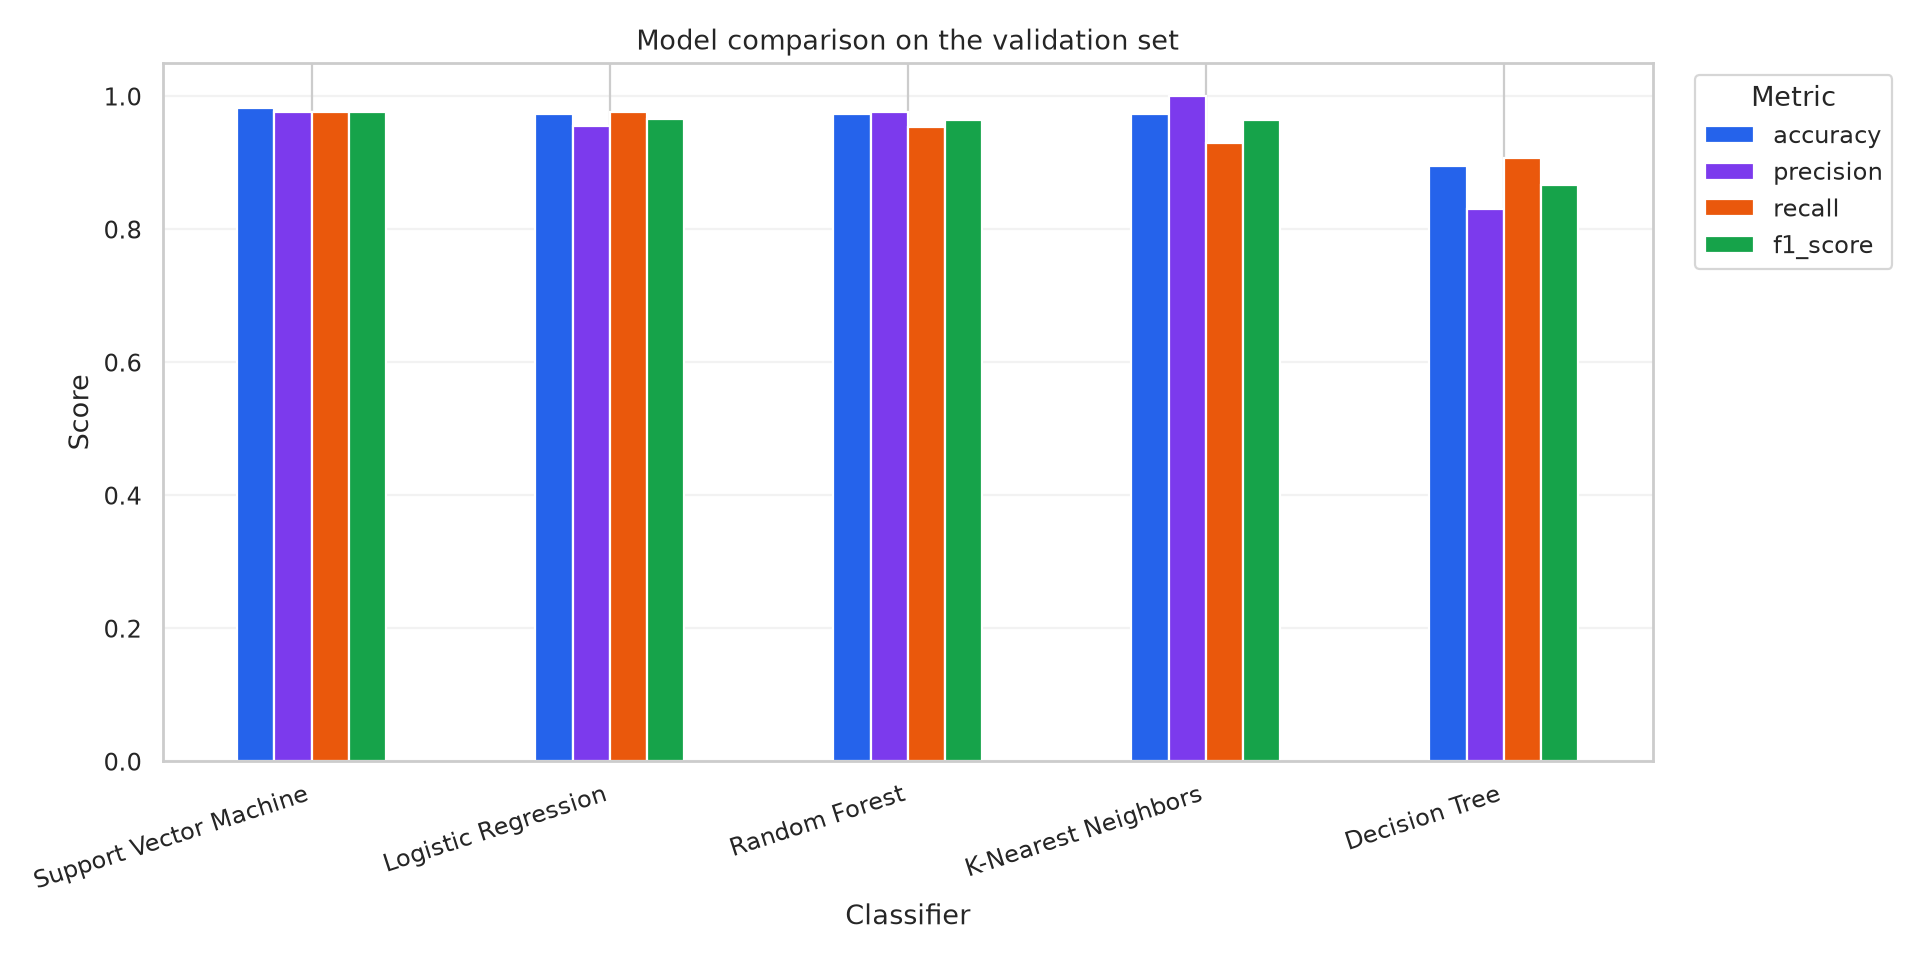 Model comparison on the validation set
Metric
accuracy
precision
recall
f1_score
Score
1.0
0.8
0.6
0.4
0.2
0.0
Support Vector Machine
Logistic Regression
Random Forest
K-Nearest Neighbors
Decision Tree
Classifier